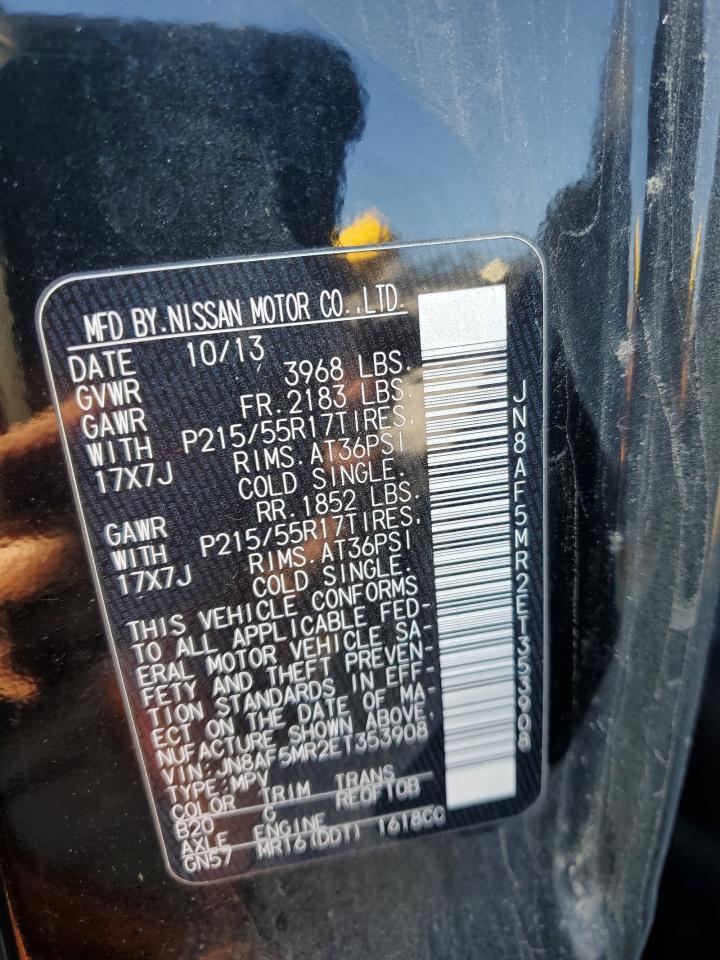 MFD BY.NISSAN MOTOR CO.,LTD.
DATE 10/13
GVWR 3968 LBS.
GAWR FR.2183 LBS.
WITH P215/55R17TIRES.
17X7J RIMS.AT36PSI
COLD SINGLE.
GAWR RR.1852 LBS.
WITH P215/55R17TIRES.
17X7J RIMS.AT36PSI
COLD SINGLE.
THIS VEHICLE CONFORMS
TO ALL APPLICABLE FED-
ERAL MOTOR VEHICLE SA-
FETY AND THEFT PREVEN-
TION STANDARDS IN EFF-
ECT ON THE DATE OF MA-
NUFACTURE SHOWN ABOVE.
VIN:JN8AF5MR2ET353908
TYPE:MPV
COLOR TRIM TRANS
B20 G RE0F10B
AXLE ENGINE
GN57 MR16(DDT) 1618CC
JN8AF5MR2ET353908